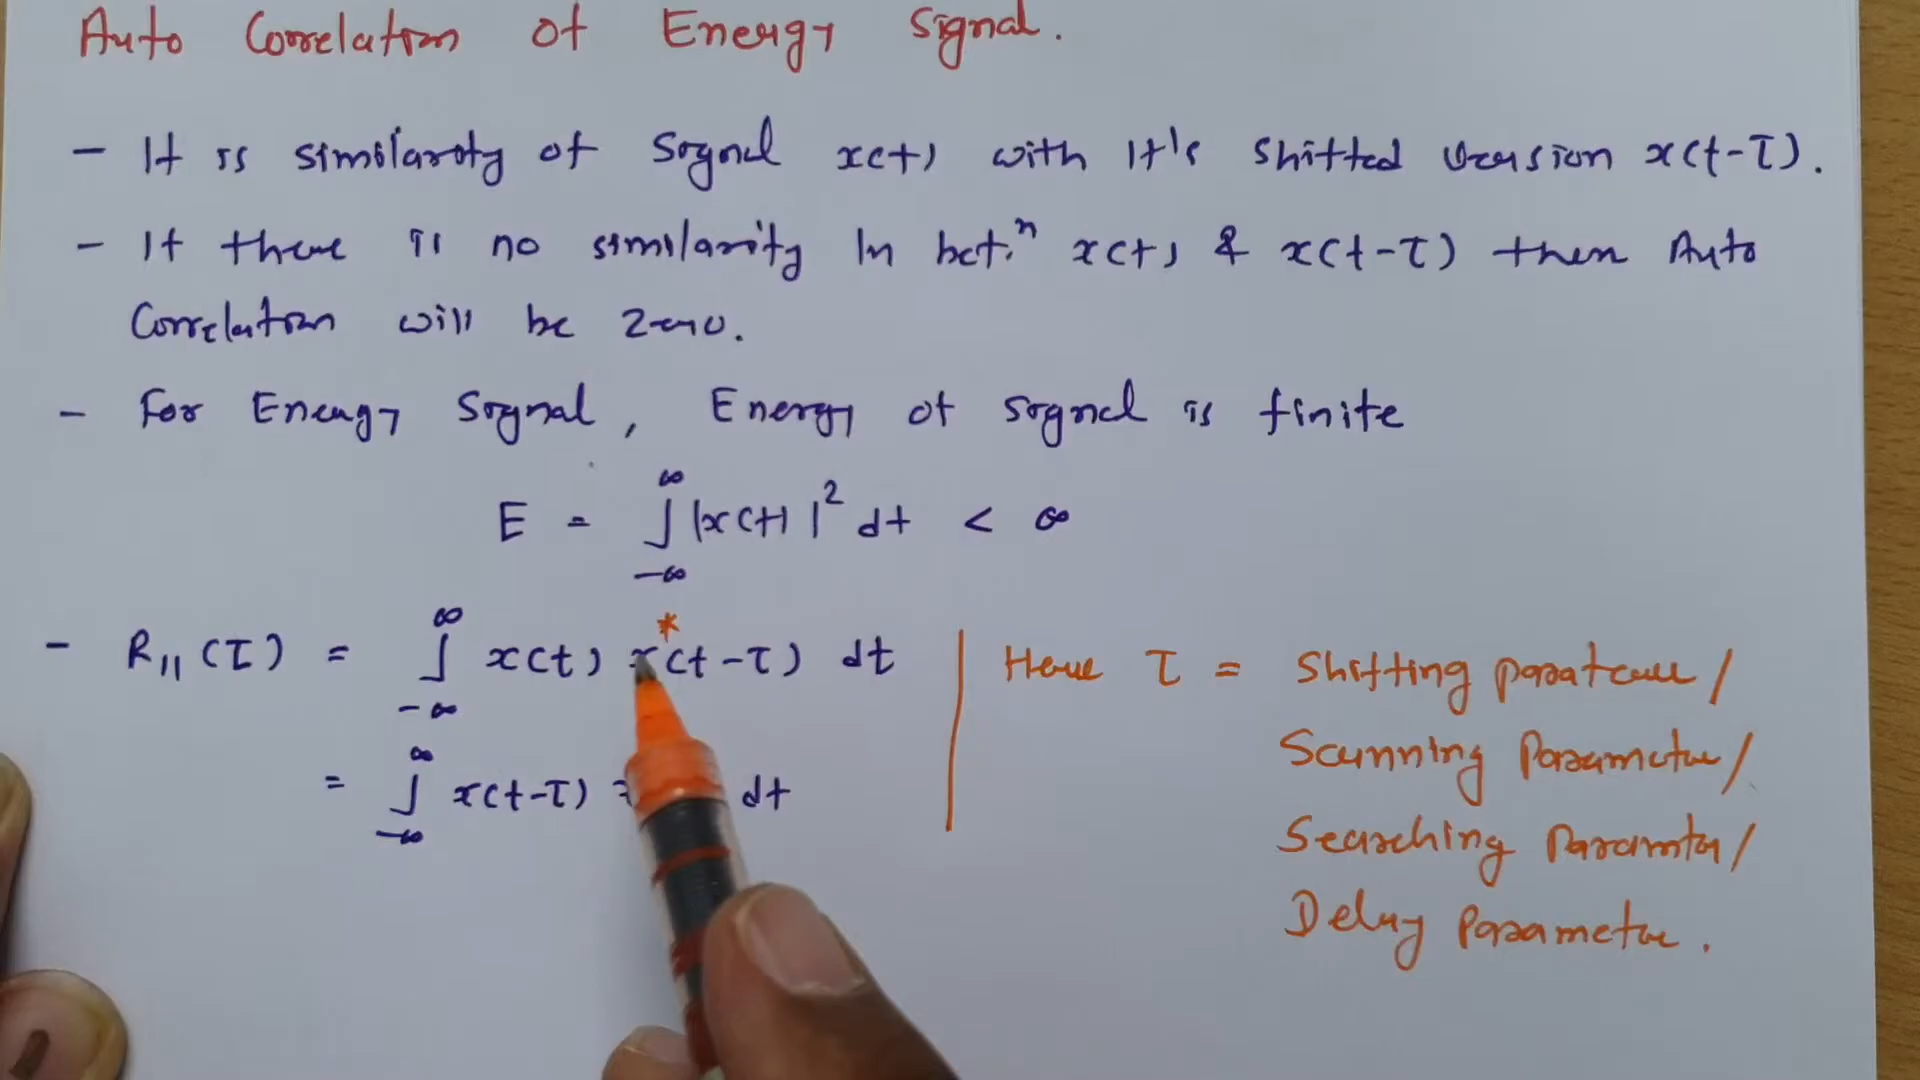 Auto Correlation of Energy Signal.
- It is similarity of signal x(t) with it's shifted version x(t-τ).
- If there is no similarity in betⁿ x(t) & x(t-τ) then Auto
Correlation will be zero.
- For Energy Signal, Energy of signal is finite
E = ∫_{-∞}^{∞} |x(t)|² dt < ∞
- R₁₁(τ) = ∫_{-∞}^{∞} x(t) x*(t-τ) dt
= ∫_{-∞}^{∞} x(t-τ) dt
Here τ = Shifting /
Scanning Parameter/
Searching Parameter/
Delay Parameter.